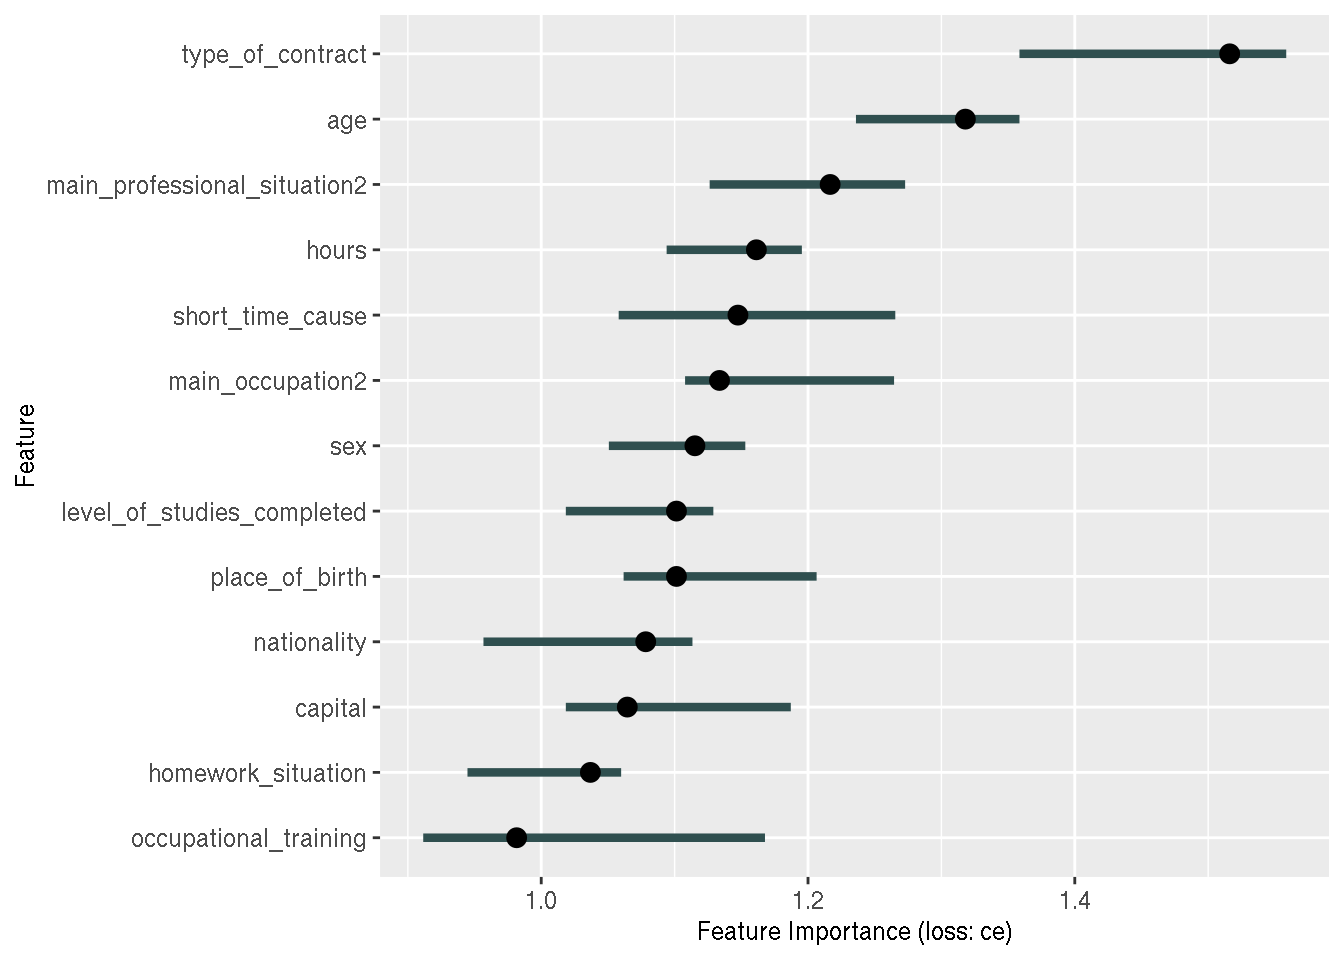 type_of_contract
age
main_professional_situation2
hours
short_time_cause
main_occupation2
sex
level_of_studies_completed
place_of_birth
nationality
capital
homework_situation
occupational_training
Feature
1.0 1.2 1.4
Feature Importance (loss: ce)